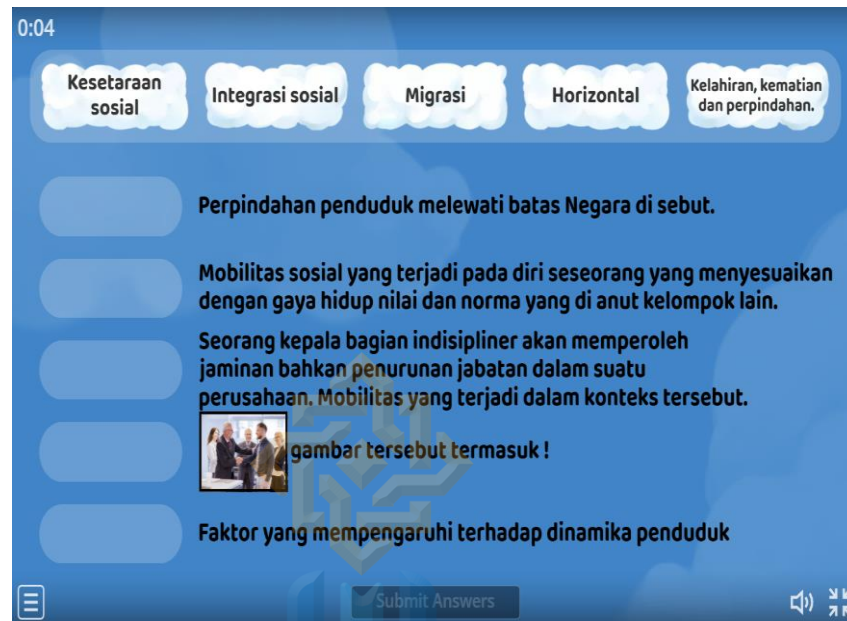 0:04
Kesetaraan
sosial
Integrasi sosial
Migrasi
Horizontal
Kelahiran, kematian
dan perpindahan.
Perpindahan penduduk melewati batas Negara di sebut.
Mobilitas sosial yang terjadi pada diri seseorang yang menyesuaikan
dengan gaya hidup nilai dan norma yang di anut kelompok lain.
Seorang kepala bagian indisipliner akan memperoleh
jaminan bahkan penurunan jabatan dalam suatu
perusahaan. Mobilitas yang terjadi dalam konteks tersebut.
gambar tersebut termasuk !
Faktor yang mempengaruhi terhadap dinamika penduduk
Submit Answers